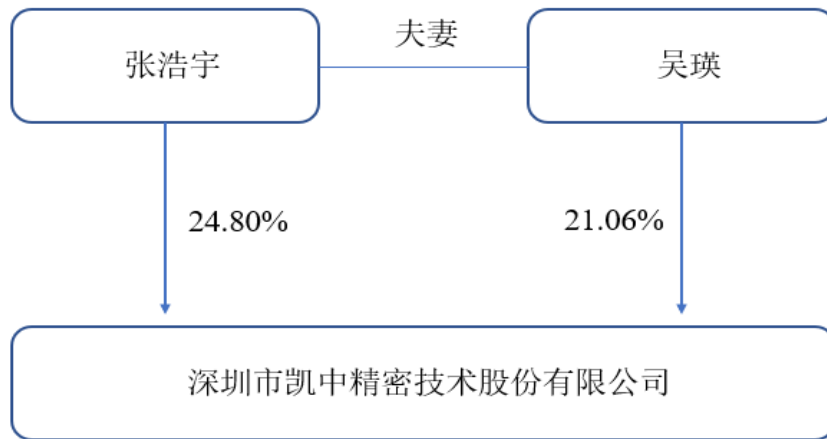 夫妻
张浩宇
吴瑛
24.80%
21.06%
深圳市凯中精密技术股份有限公司